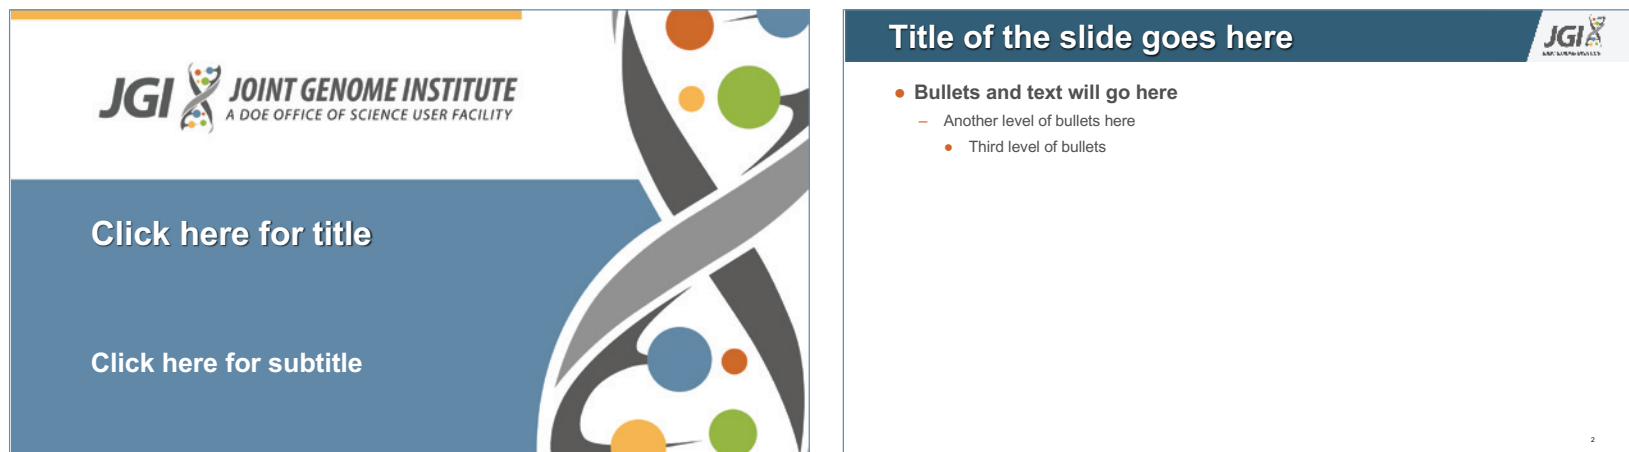 JGI JOINT GENOME INSTITUTE
A DOE OFFICE OF SCIENCE USER FACILITY
Click here for title
Click here for subtitle
Title of the slide goes here
JGI
● Bullets and text will go here
– Another level of bullets here
● Third level of bullets
2